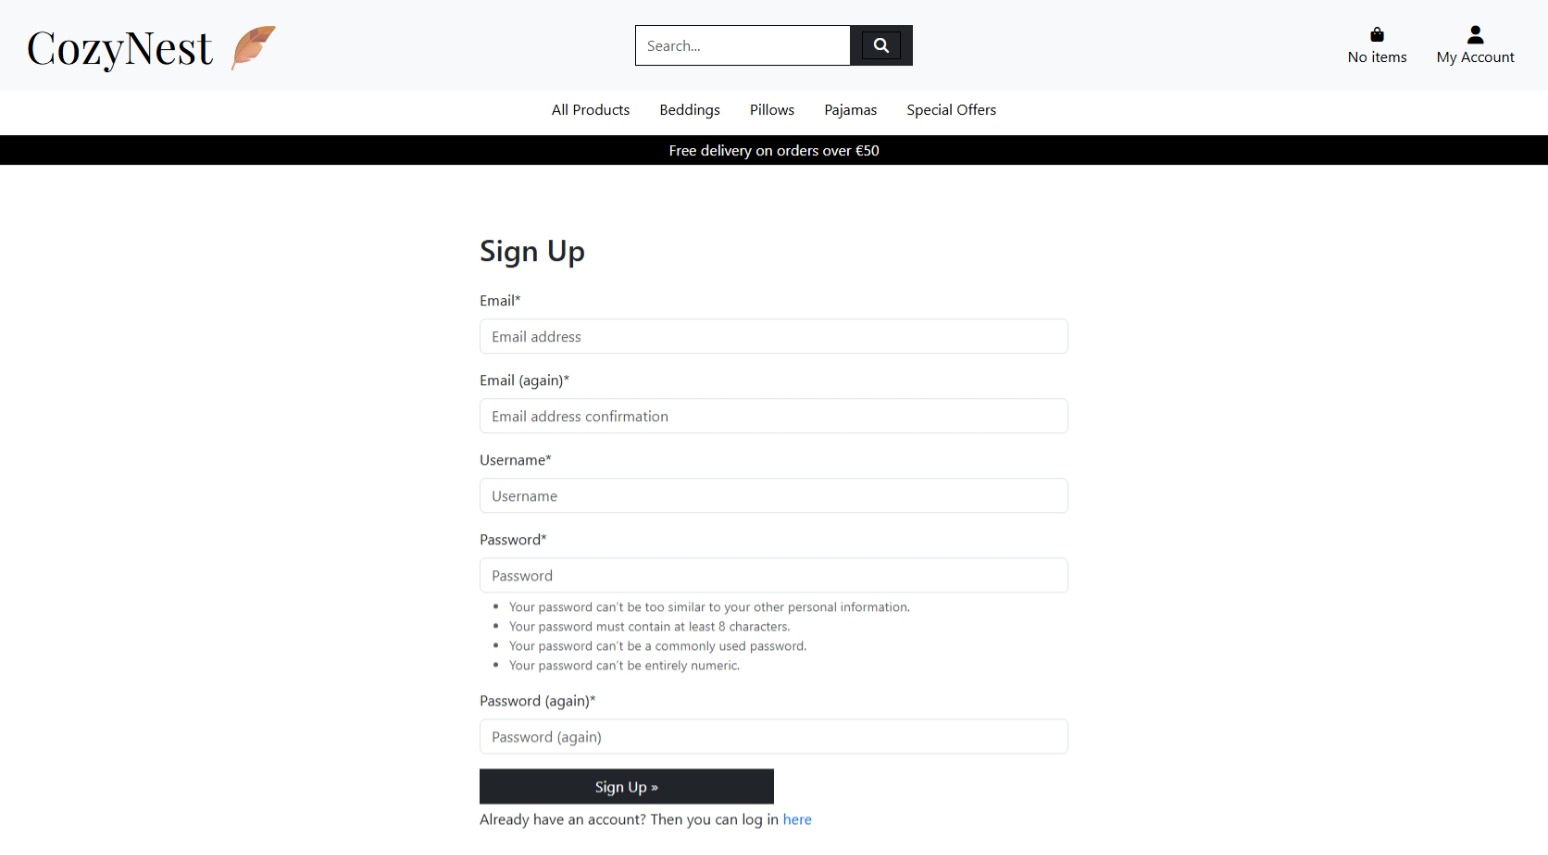 CozyNest
Search...
No items
My Account
All Products
Beddings
Pillows
Pajamas
Special Offers
Free delivery on orders over €50
Sign Up
Email*
Email address
Email (again)*
Email address confirmation
Username*
Username
Password*
Password
• Your password can't be too similar to your other personal information.
• Your password must contain at least 8 characters.
• Your password can't be a commonly used password.
• Your password can't be entirely numeric.
Password (again)*
Password (again)
Sign Up »
Already have an account? Then you can log in here